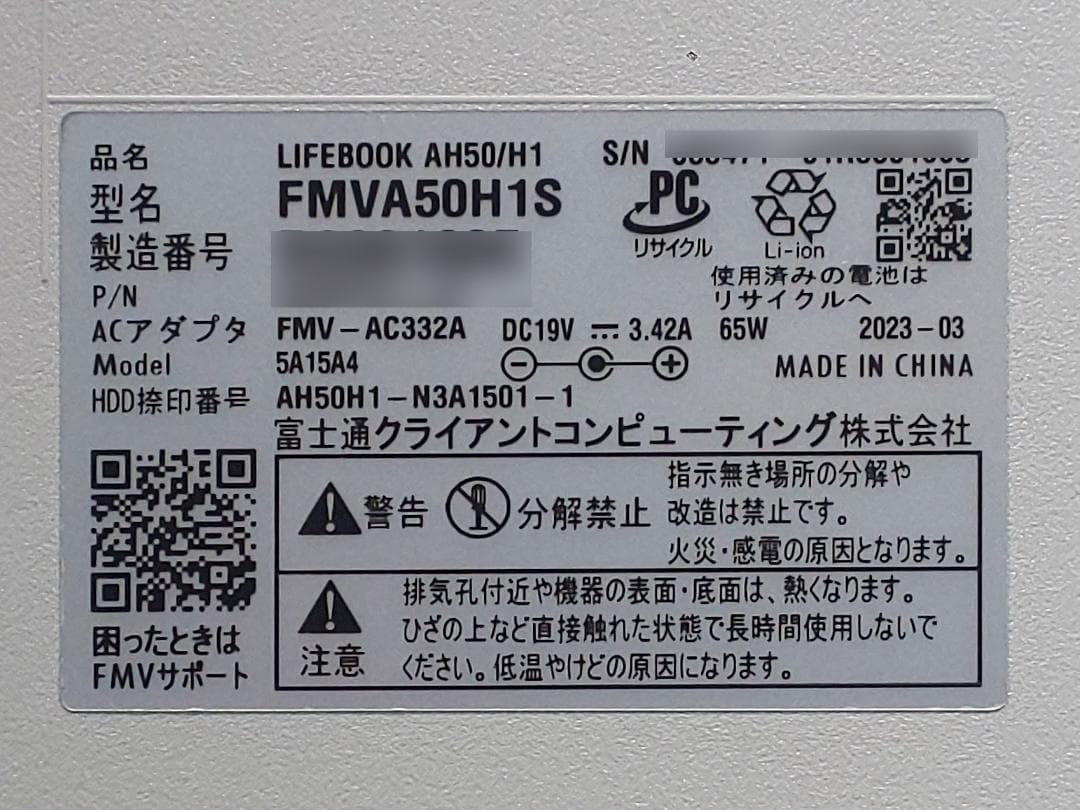 品名 LIFEBOOK AH50/H1 S/N
型名 FMVA50H1S
PC
リサイクル
Li-ion
製造番号
使用済みの電池は
リサイクルへ
P/N
ACアダプタ FMV-AC332A DC19V 3.42A 65W 2023-03
Model 5A15A4 MADE IN CHINA
HDD捺印番号 AH50H1-N3A1501-1
富士通クライアントコンピューティング株式会社
警告 分解禁止
指示無き場所の分解や
改造は禁止です。
火災・感電の原因となります。
注意
排気孔付近や機器の表面・底面は、熱くなります。
ひざの上など直接触れた状態で長時間使用しないで
ください。低温やけどの原因になります。
困ったときは
FMVサポート